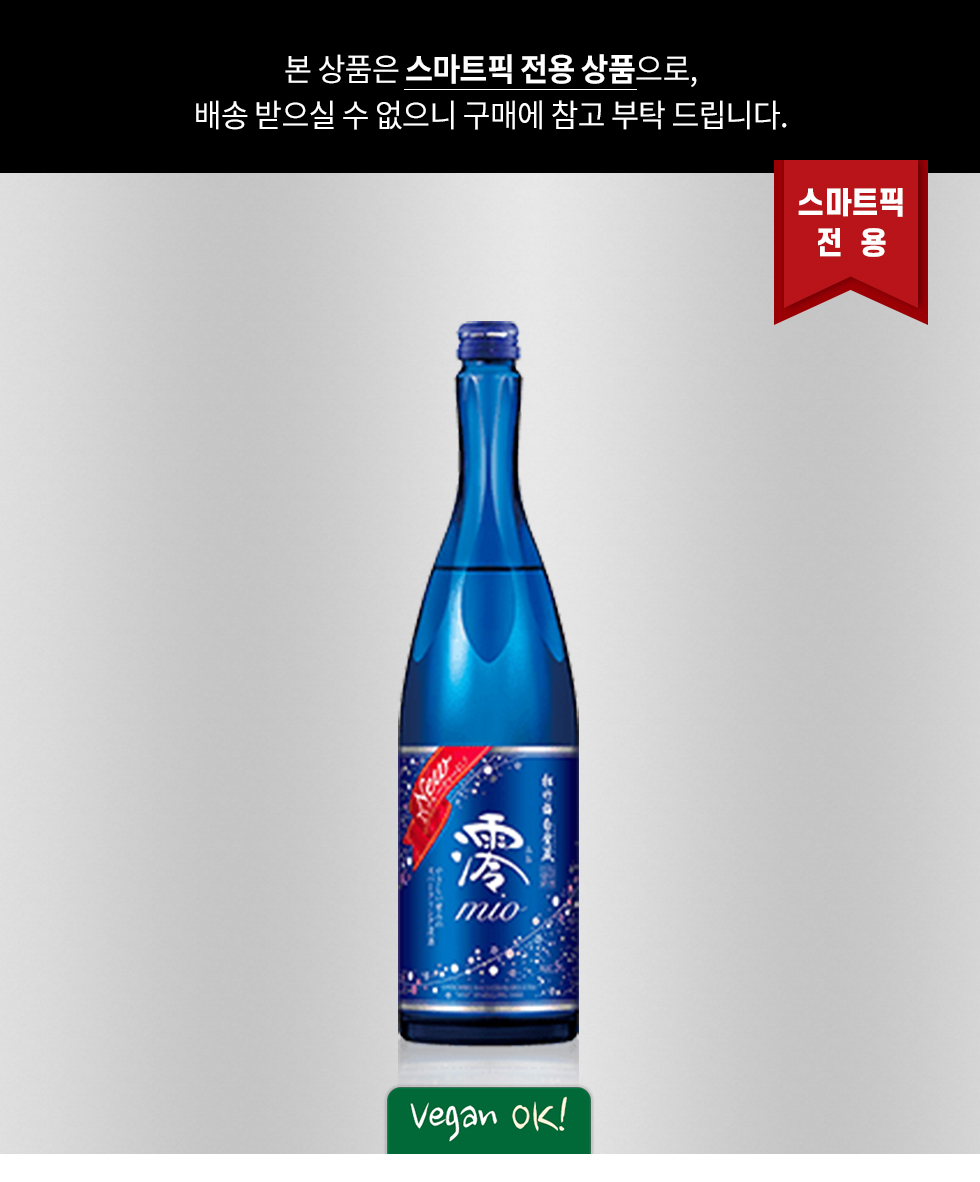 본 상품은 스마트픽 전용 상품으로,
배송 받으실 수 없으니 구매에 참고 부탁 드립니다.
스마트픽
전 용
New
澪
mio
Vegan OK!